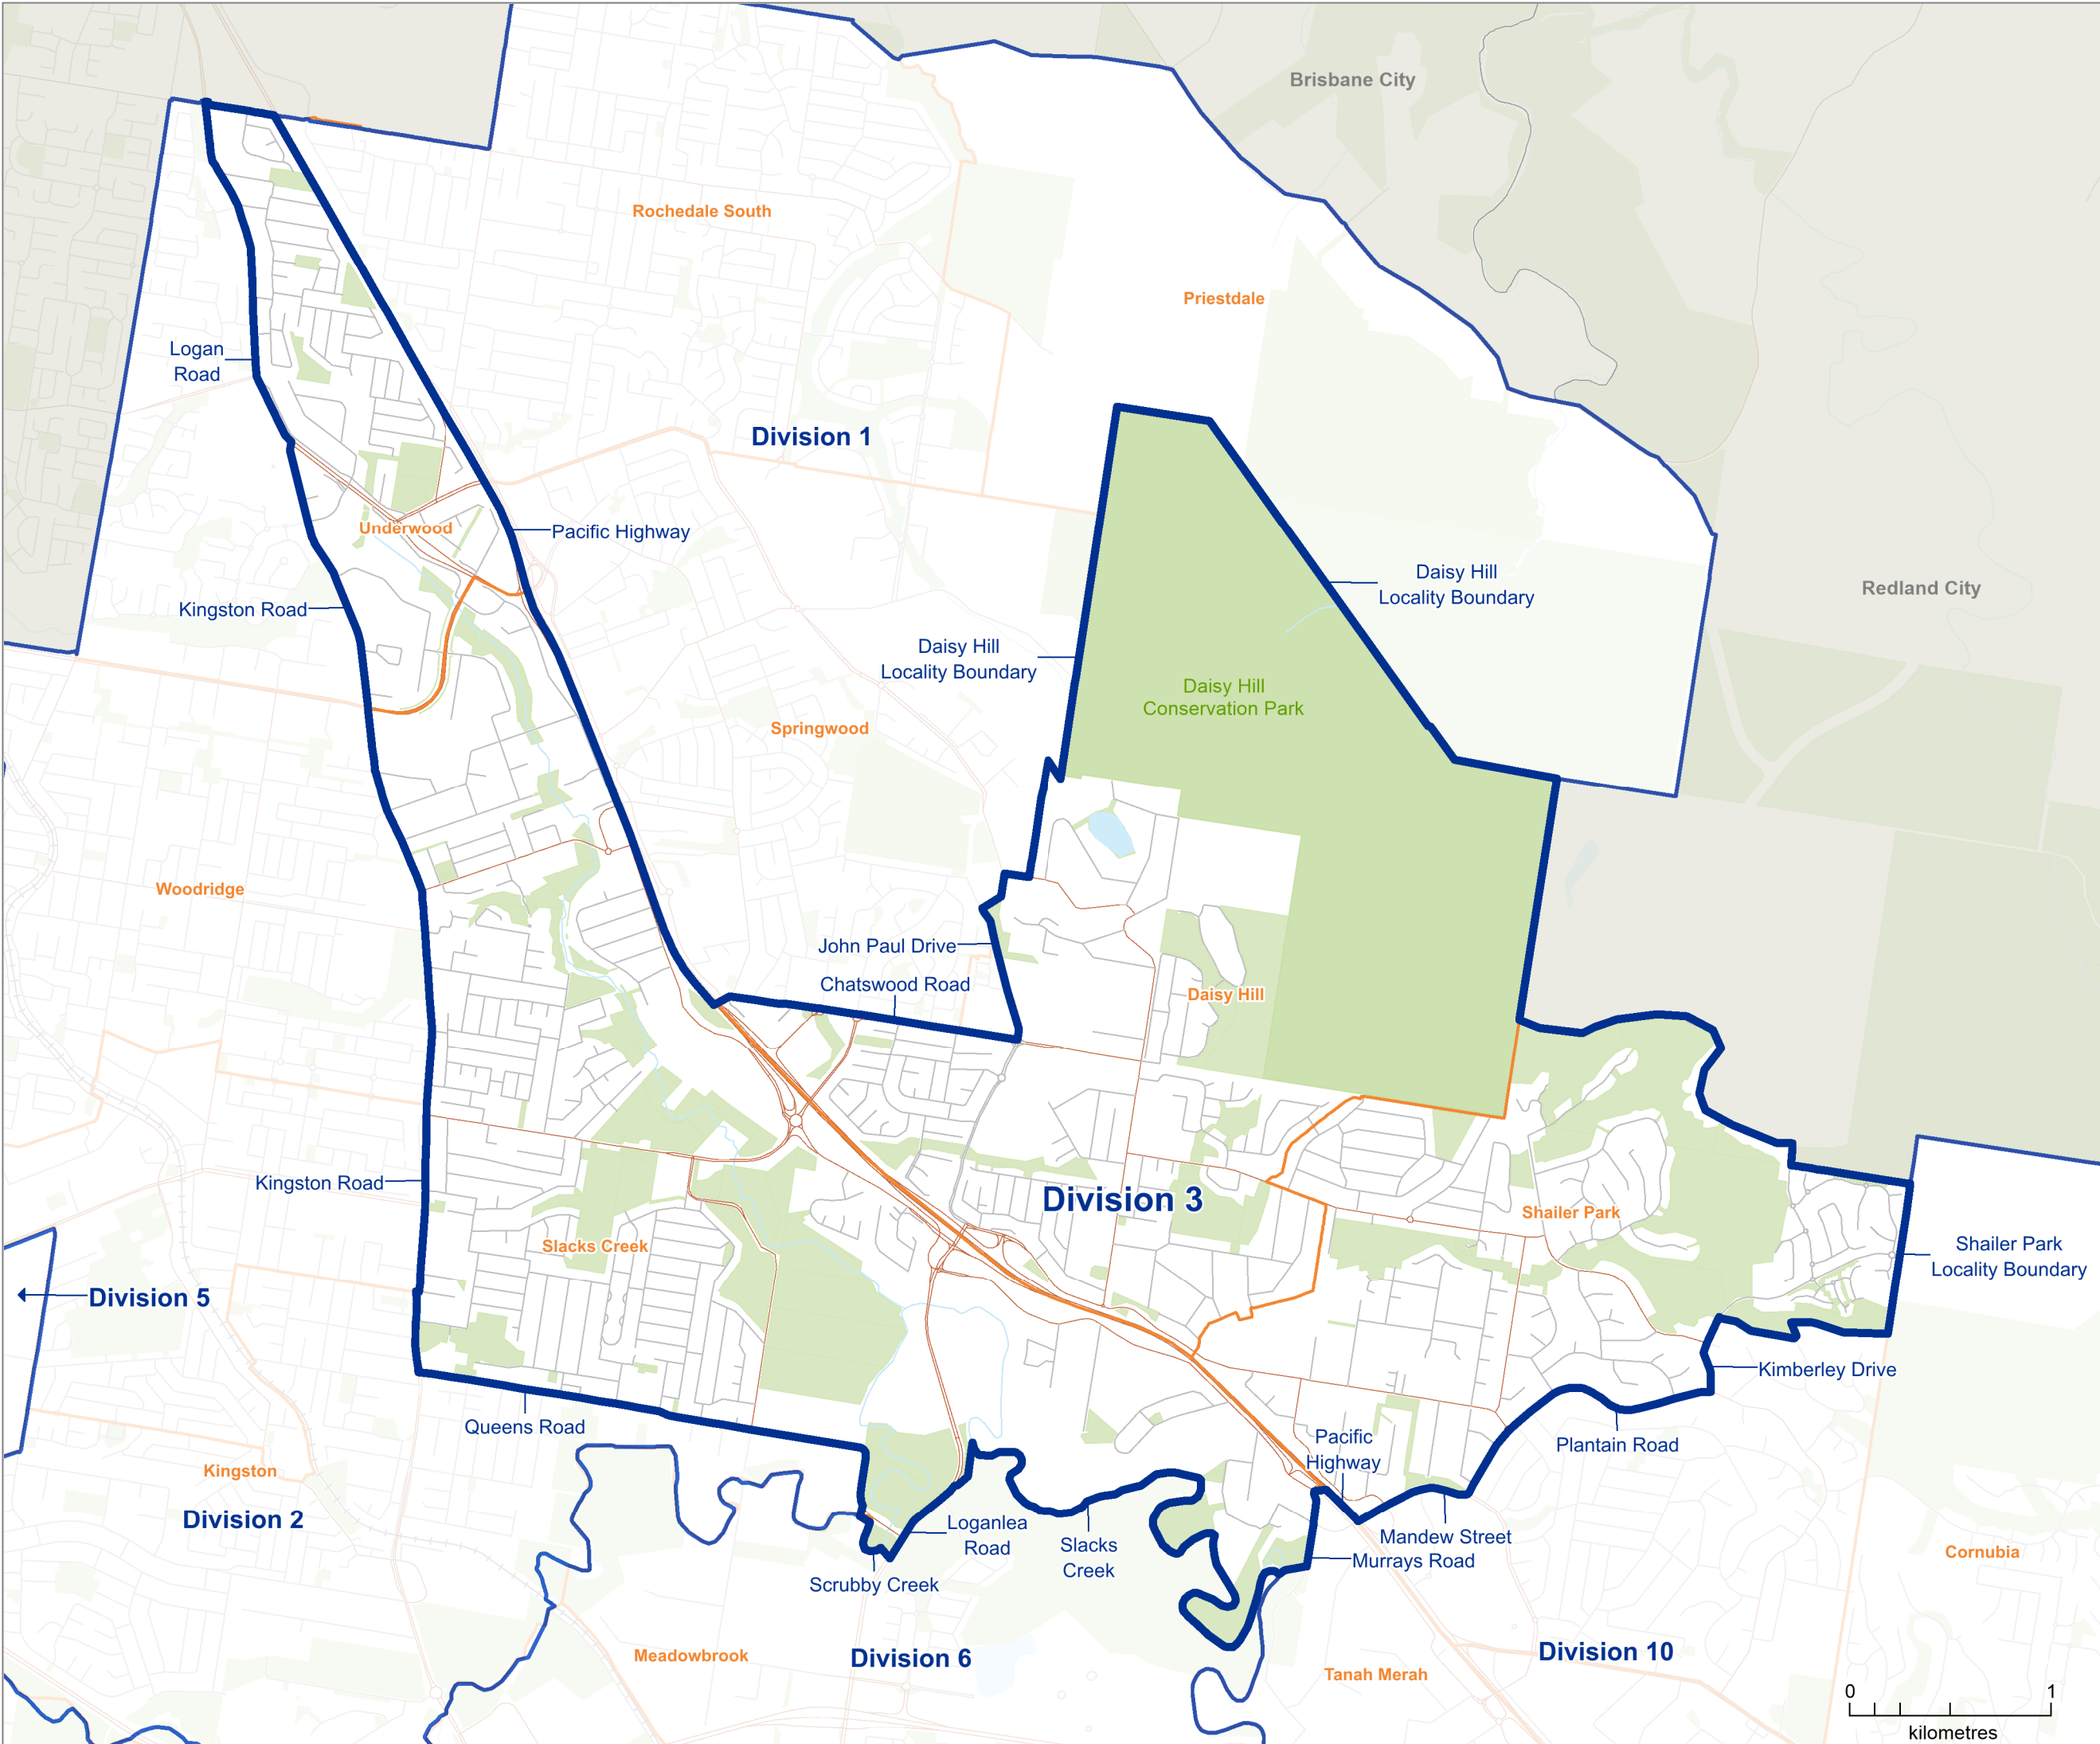 Brisbane City
Rochedale South
Priestdale
Logan
Road
Division 1
Underwood
Pacific Highway
Daisy Hill
Locality Boundary
Redland City
Kingston Road
Daisy Hill
Locality Boundary
Daisy Hill
Conservation Park
Springwood
Woodridge
John Paul Drive
Chatswood Road
Daisy Hill
Kingston Road
Division 3
Shailer Park
Slacks Creek
Shailer Park
Locality Boundary
Division 5
Kimberley Drive
Queens Road
Pacific
Highway
Plantain Road
Kingston
Division 2
Loganlea
Road
Slacks
Creek
Mandew Street
Murrays Road
Cornubia
Scrubby Creek
Meadowbrook
Division 6
Tanah Merah
Division 10
0 1
kilometres